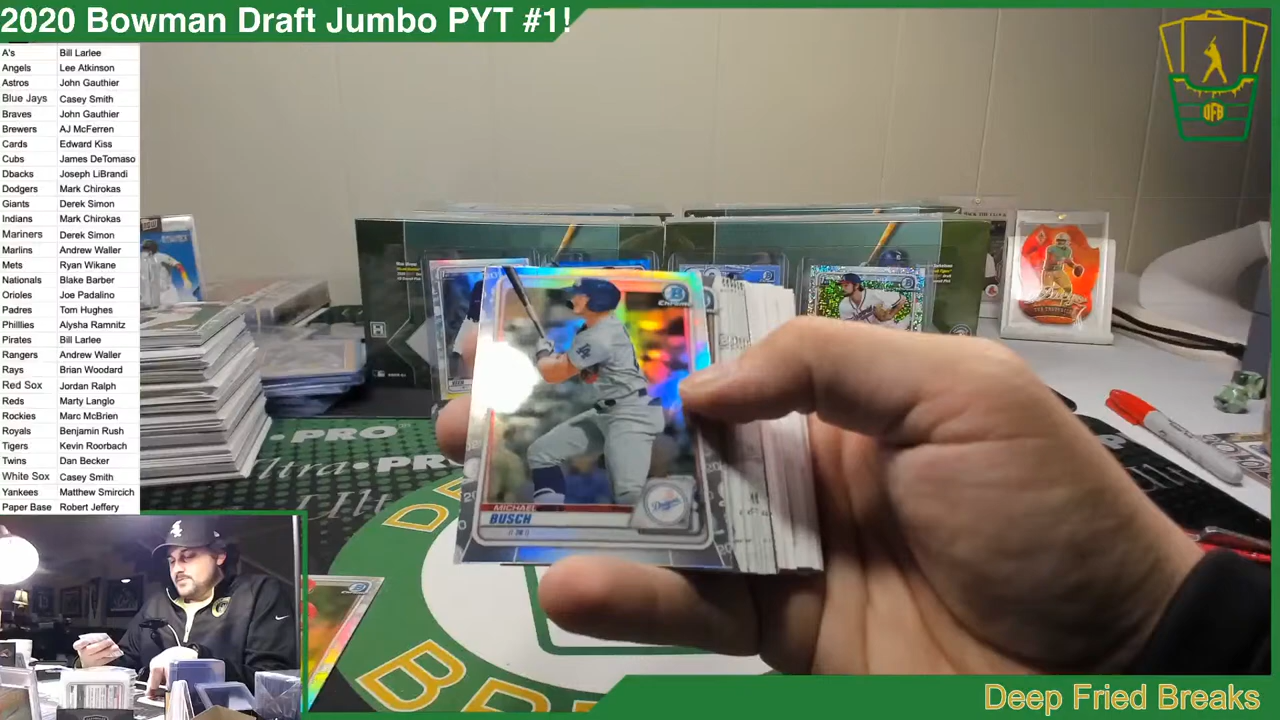 2020 Bowman Draft Jumbo PYT #1!
A's Bill Larlee
Angels Lee Atkinson
Astros John Gauthier
Blue Jays Casey Smith
Braves John Gauthier
Brewers AJ McFerren
Cards Edward Kiss
Cubs James DeTomaso
Dbacks Joseph LiBrandi
Dodgers Mark Chirokas
Giants Derek Simon
Indians Mark Chirokas
Mariners Derek Simon
Marlins Andrew Waller
Mets Ryan Wikane
Nationals Blake Barber
Orioles Joe Padalino
Padres Tom Hughes
Philllies Alysha Ramnitz
Pirates Bill Larlee
Rangers Andrew Waller
Rays Brian Woodard
Red Sox Jordan Ralph
Reds Marty Langlo
Rockies Marc McBrien
Royals Benjamin Rush
Tigers Kevin Roorbach
Twins Dan Becker
White Sox Casey Smith
Yankees Matthew Smircich
Paper Base Robert Jeffery
DFB
B
Chrome
MICHAEL
BUSCH
Dodgers
PRO
Ultra
Deep Fried Breaks